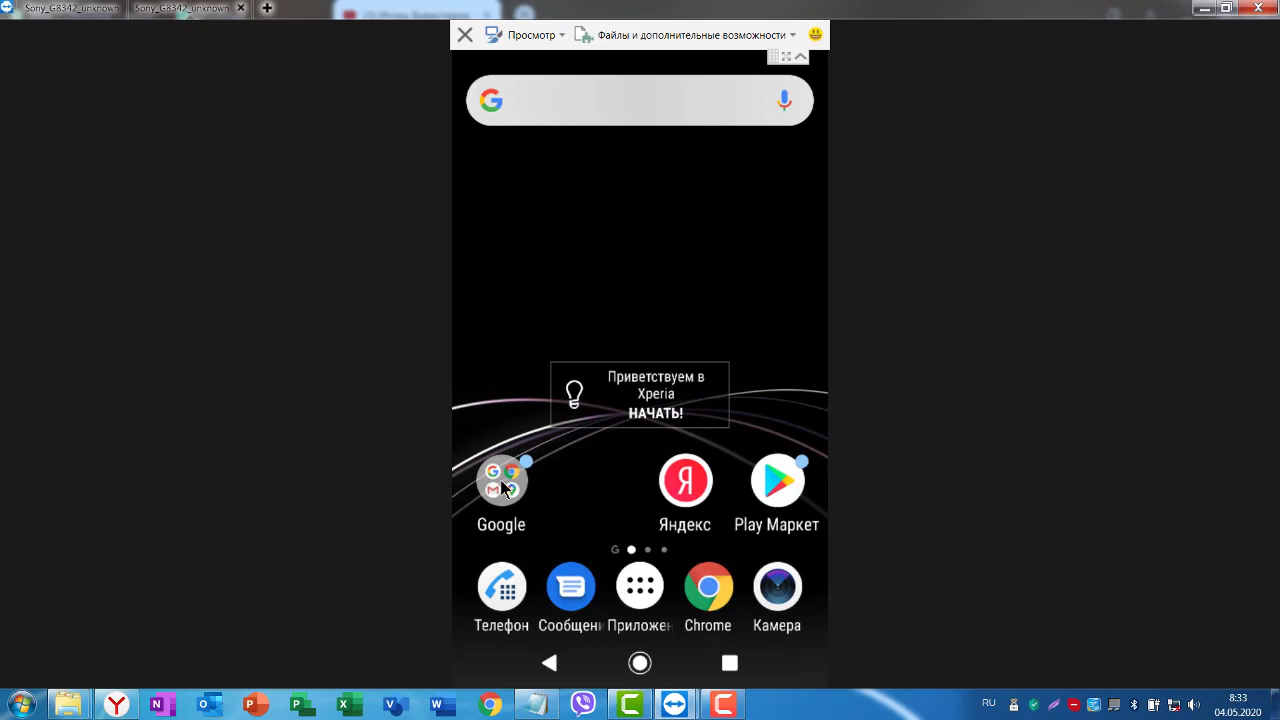 Sony_G8342_unknown
Sony_G8342_unknown
Просмотр
Файлы и дополнительные возможности
Приветствуем в
Xperia
НАЧАТЬ!
Я
Google
Яндекс
Play Маркет
G
Телефон
Сообщени
Приложен
Chrome
Камера
RU
8:33
04.05.2020